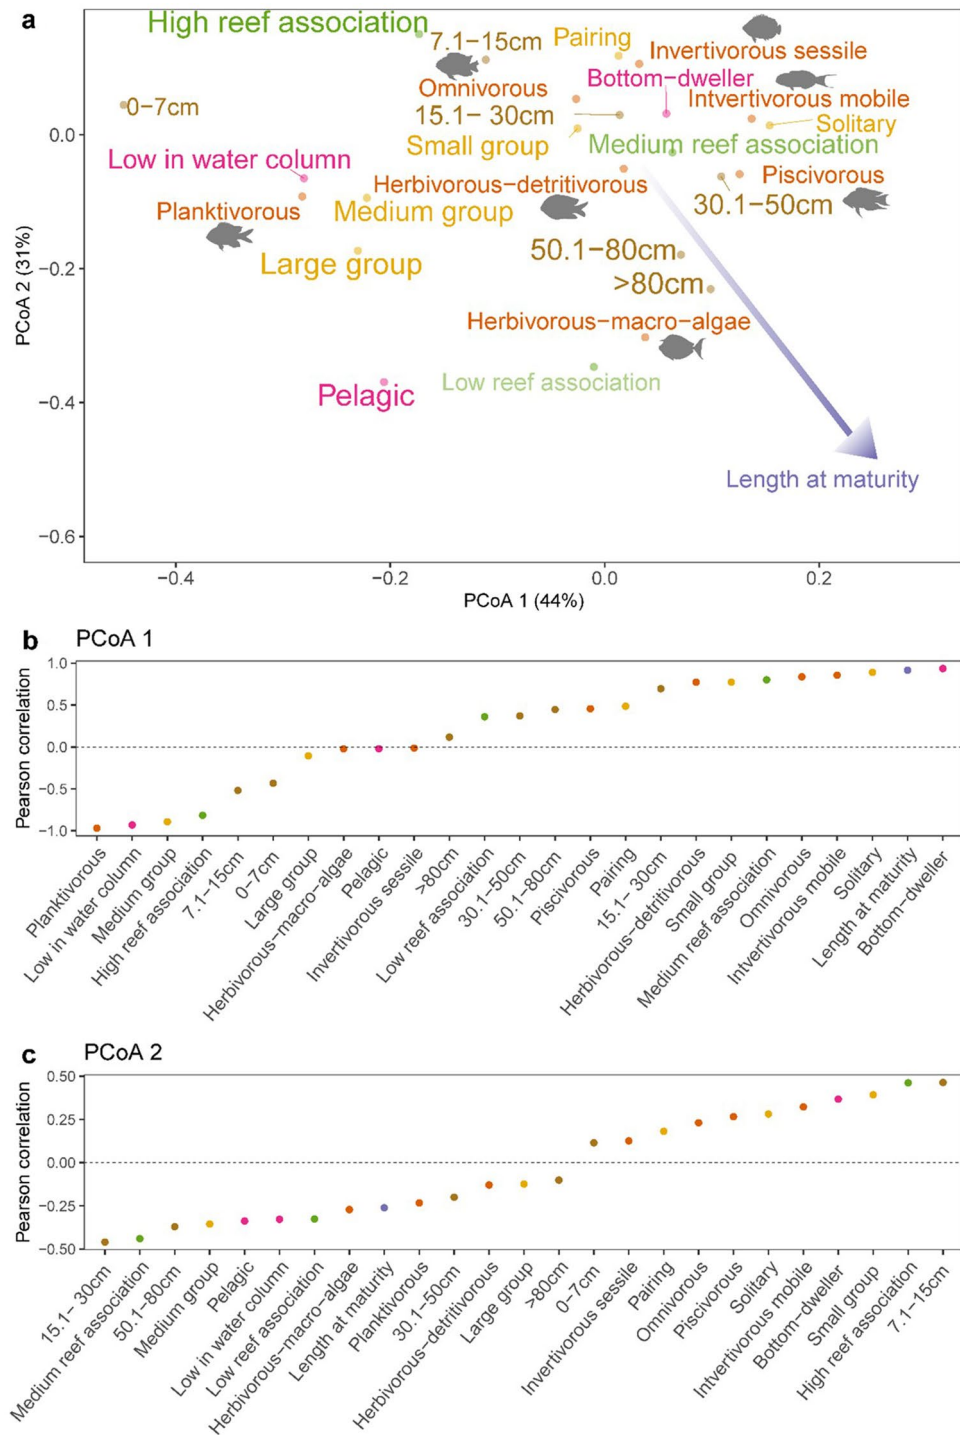 a
High reef association
7.1−15cm
Pairing
Invertivorous sessile
Omnivorous
Bottom−dweller
0−7cm
15.1− 30cm
Intvertivorous mobile
Solitary
0.0
Small group
Medium reef association
Low in water column
Herbivorous−detritivorous
Piscivorous
Planktivorous
Medium group
30.1−50cm
50.1−80cm
Large group
−0.2
>80cm
Herbivorous−macro−algae
Low reef association
Pelagic
−0.4
Length at maturity
−0.6
PCoA 2 (31%)
−0.4
−0.2
0.0
0.2
PCoA 1 (44%)
b
PCoA 1
Pearson correlation
1.0
0.5
0.0
−0.5
−1.0
Planktivorous
Low in water column
Medium group
High reef association
7.1−15cm
0−7cm
Large group
Herbivorous−macro−algae
Pelagic
Invertivorous sessile
>80cm
Low reef association
30.1−50cm
50.1−80cm
Piscivorous
Pairing
15.1− 30cm
Herbivorous−detritivorous
Small group
Medium reef association
Omnivorous
Intvertivorous mobile
Solitary
Length at maturity
Bottom−dweller
c
PCoA 2
Pearson correlation
0.50
0.25
0.00
−0.25
−0.50
15.1− 30cm
Medium reef association
50.1−80cm
Medium group
Pelagic
Low in water column
Low reef association
Herbivorous−macro−algae
Length at maturity
Planktivorous
30.1−50cm
Herbivorous−detritivorous
Large group
>80cm
0−7cm
Invertivorous sessile
Pairing
Omnivorous
Piscivorous
Solitary
Intvertivorous mobile
Bottom−dweller
Small group
High reef association
7.1−15cm